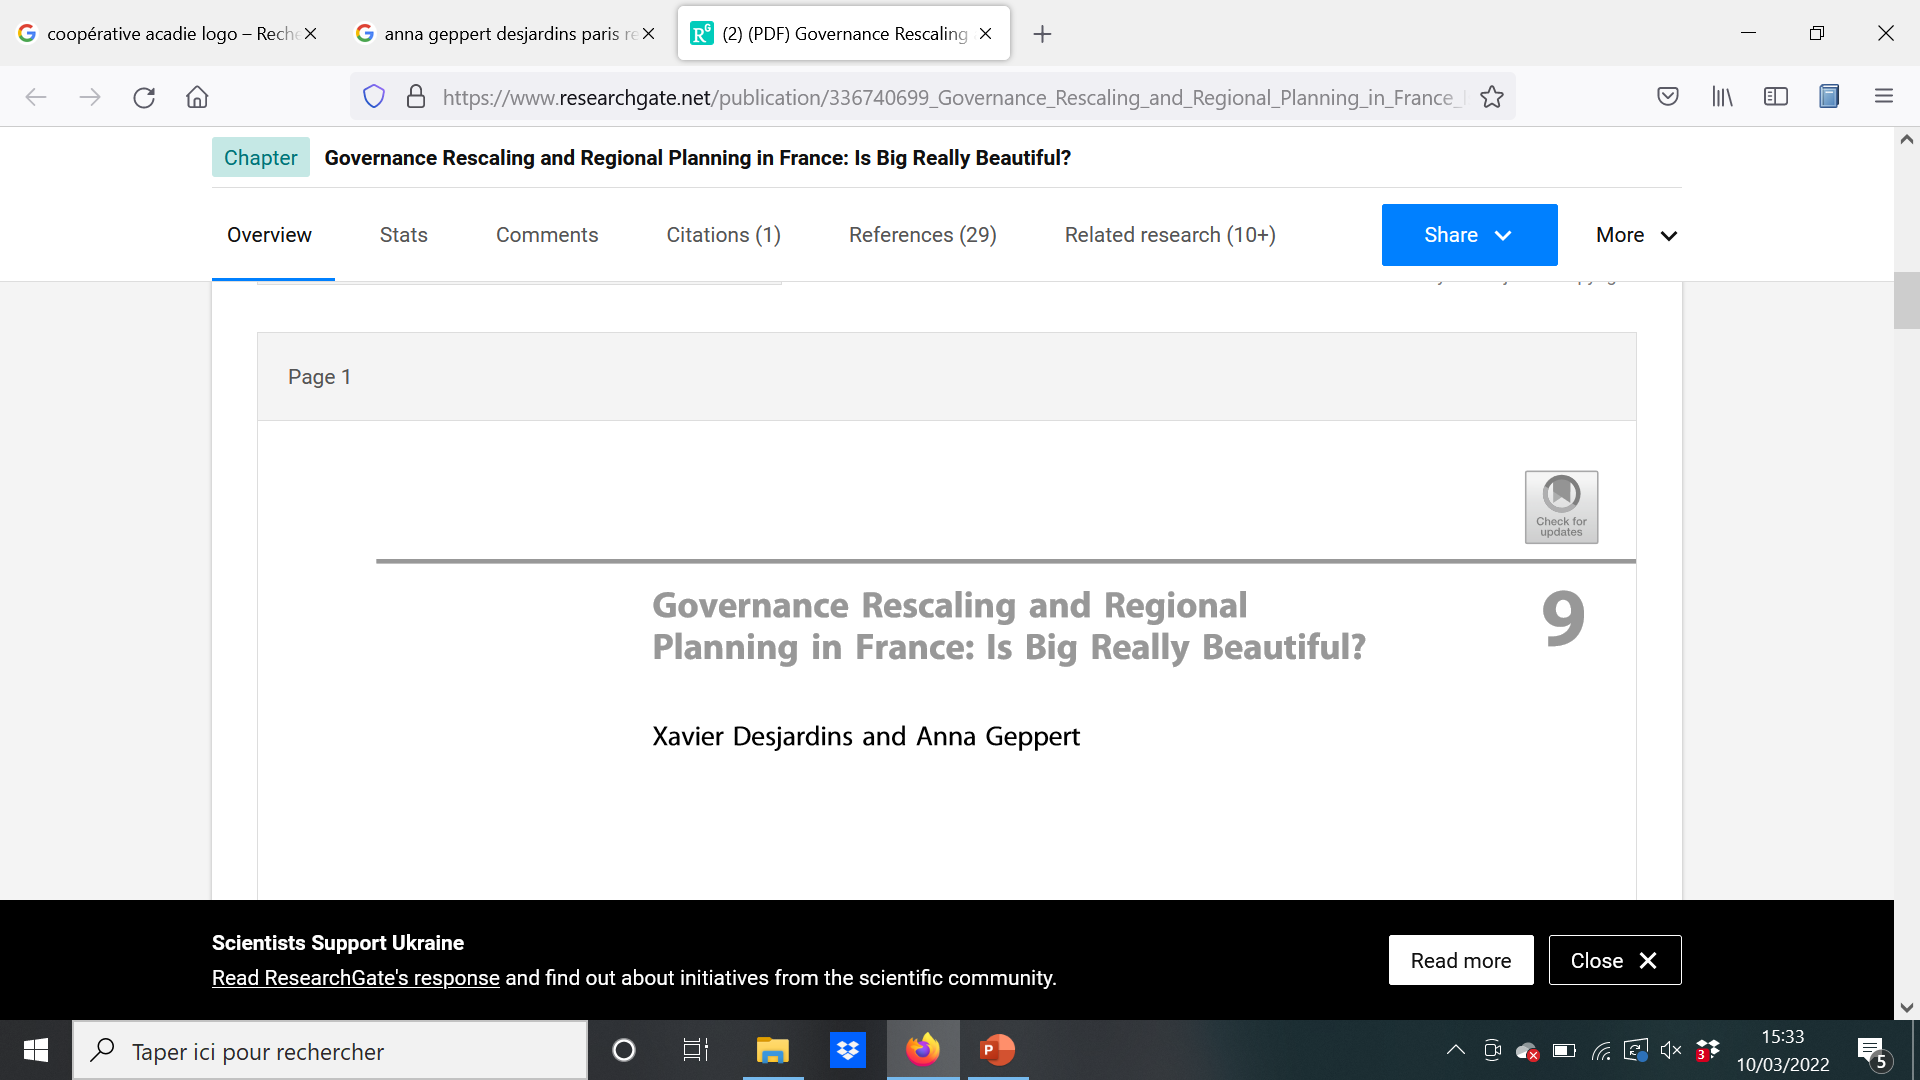 coopérative acadie logo – Reche
anna geppert desjardins paris re
(2) (PDF) Governance Rescaling
https://www.researchgate.net/publication/336740699_Governance_Rescaling_and_Regional_Planning_in_France_
Chapter
Governance Rescaling and Regional Planning in France: Is Big Really Beautiful?
Overview
Stats
Comments
Citations (1)
References (29)
Related research (10+)
Share
More
Page 1
Check for
updates
Governance Rescaling and Regional
Planning in France: Is Big Really Beautiful?
9
Xavier Desjardins and Anna Geppert
Scientists Support Ukraine
Read ResearchGate's response and find out about initiatives from the scientific community.
Read more
Close
Taper ici pour rechercher
P
3
15:33
10/03/2022
5